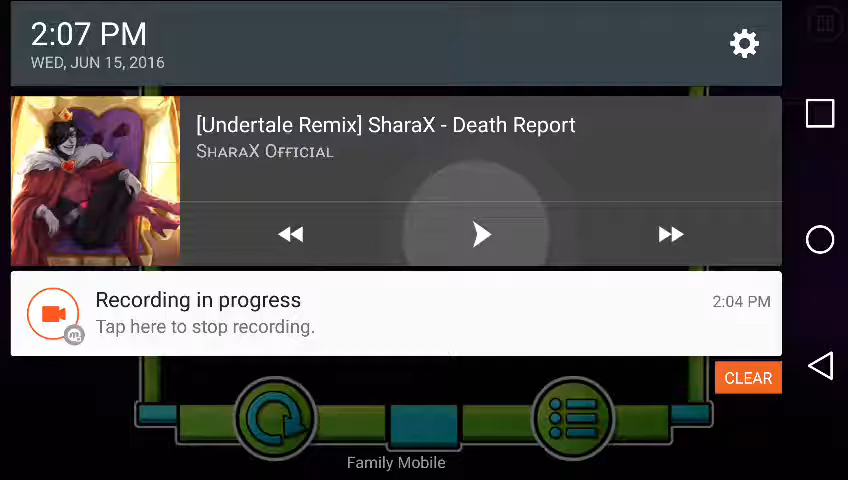 2:07 PM
WED, JUN 15, 2016
[Undertale Remix] SharaX - Death Report
SharaX Official
Recording in progress
2:04 PM
Tap here to stop recording.
CLEAR
Family Mobile